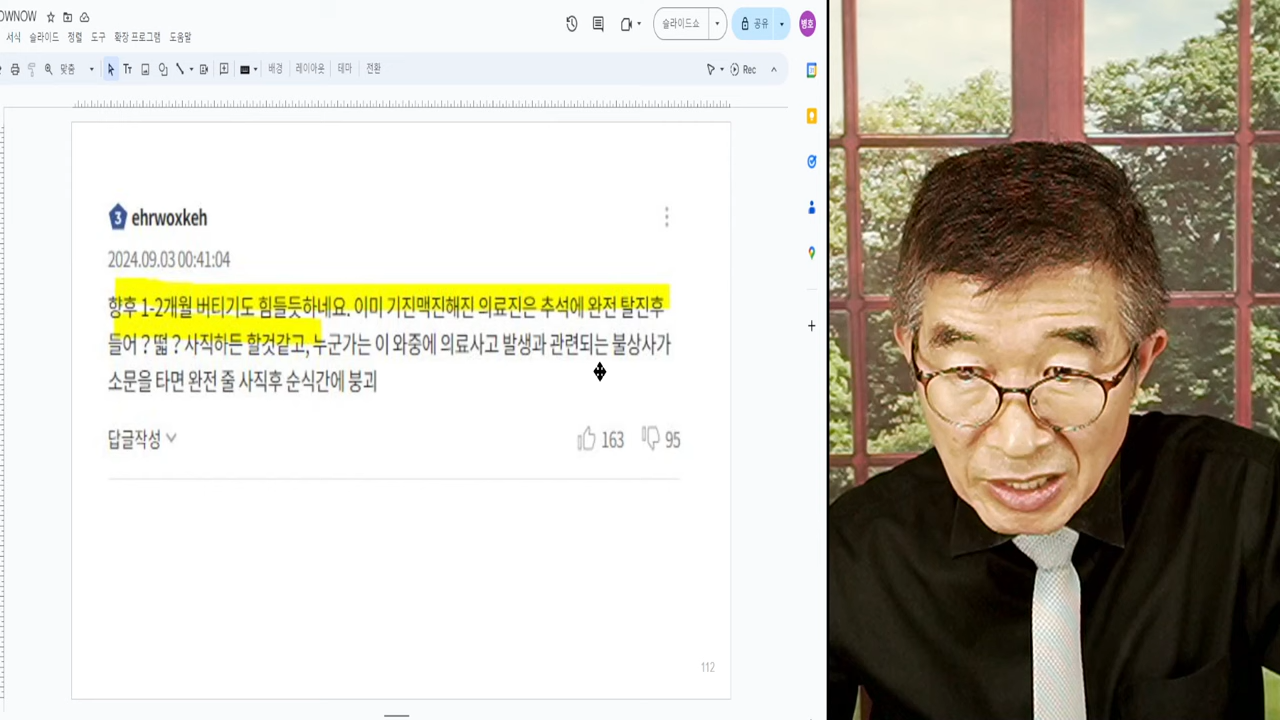 OWNOW
서식 슬라이드 정렬 도구 확장 프로그램 도움말
슬라이드쇼
공유
병호
맞춤
배경 레이아웃 테마 전환
Rec
3 ehrwoxkeh
2024.09.03 00:41:04
향후 1-2개월 버티기도 힘들듯하네요. 이미 기진맥진해진 의료진은 추석에 완전 탈진후
들어 ? 떫 ? 사직하든 할것같고, 누군가는 이 와중에 의료사고 발생과 관련되는 불상사가
소문을 타면 완전 줄 사직후 순식간에 붕괴
답글작성
163 95
112